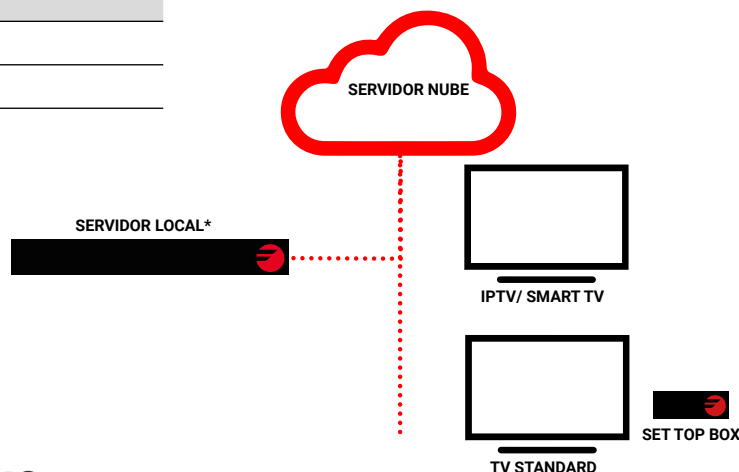 SERVIDOR NUBE
SERVIDOR LOCAL*
IPTV/ SMART TV
SET TOP BOX
TV STANDARD